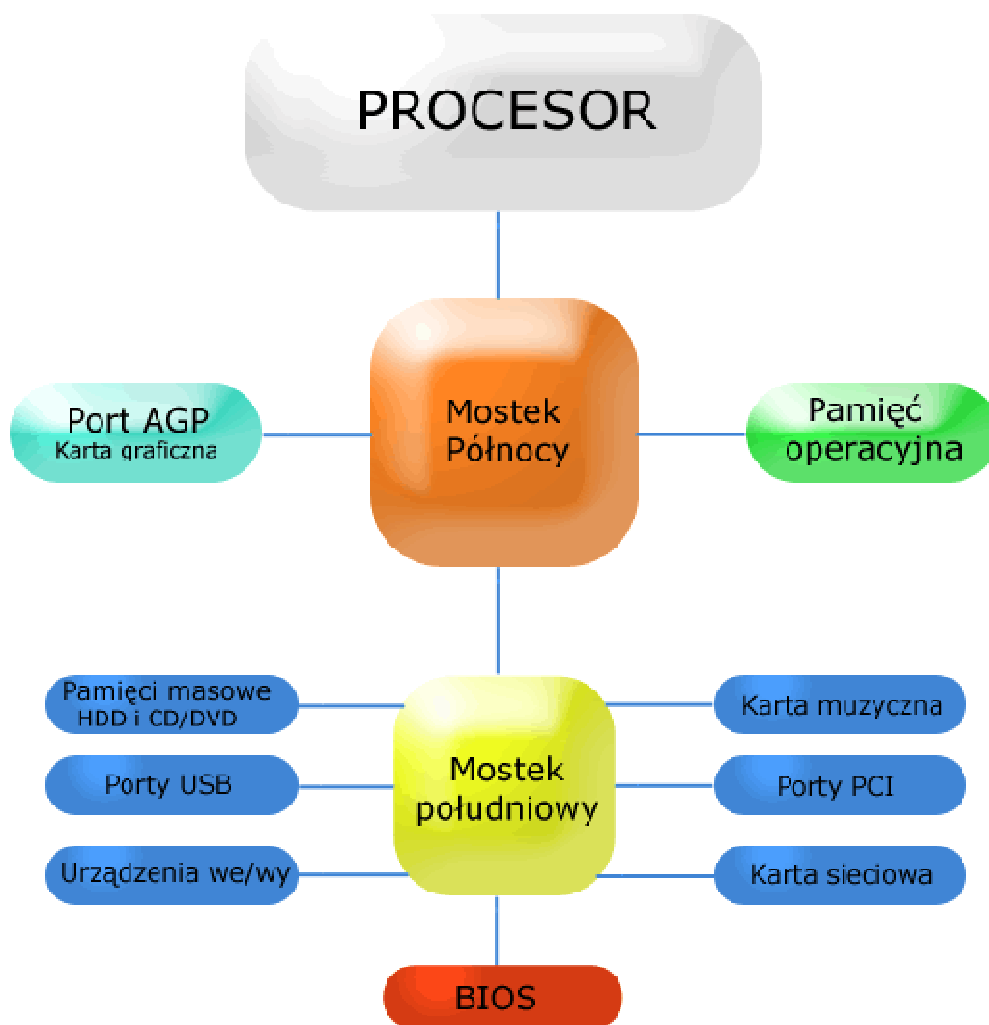 PROCESOR
Port AGP
Karta graficzna
Mostek
Północy
Pamięć
operacyjna
Pamięci masowe
HDD i CD/DVD
Porty USB
Urządzenia we/wy
Mostek
południowy
Karta muzyczna
Porty PCI
Karta sieciowa
BIOS